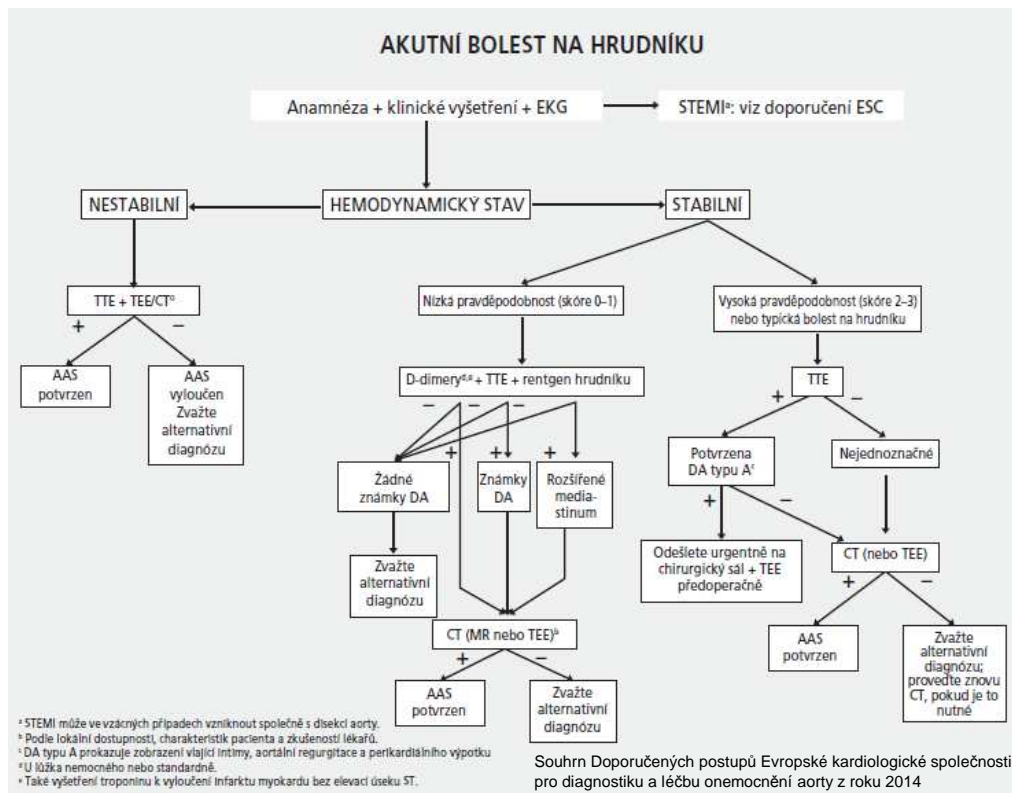 AKUTNÍ BOLEST NA HRUDNÍKU
Anamnéza + klinické vyšetření + EKG
STEMIᵃ: viz doporučení ESC
NESTABILNÍ
HEMODYNAMICKÝ STAV
STABILNÍ
TTE + TEE/CTᵇ
+
–
AAS
potvrzen
AAS
vyloučen
Zvažte
alternativní
diagnózu
Nízká pravděpodobnost (skóre 0–1)
Vysoká pravděpodobnost (skóre 2–3)
nebo typická bolest na hrudníku
D-dimeryᵈ,ᵉ + TTE + rentgen hrudníku
– – –
+ + +
Žádné
známky DA
Známky
DA
Rozšířené
media-
stinum
Zvažte
alternativní
diagnózu
CT (MR nebo TEE)ᵇ
+
–
AAS
potvrzen
Zvažte
alternativní
diagnózu
TTE
+
–
Potvrzena
DA typu Aᶜ
Nejednoznačné
+
–
Odešlete urgentně na
chirurgický sál + TEE
předoperačně
CT (nebo TEE)
+
–
AAS
potvrzen
Zvažte
alternativní
diagnózu;
proveďte znovu
CT, pokud je to
nutné
ᵃ STEMI může ve vzácných případech vzniknout společně s disekcí aorty.
ᵇ Podle lokální dostupnosti, charakteristik pacienta a zkušeností lékařů.
ᶜ DA typu A prokazuje zobrazení vlající intimy, aortální regurgitace a perikardiálního výpotku
ᵈ U lůžka nemocného nebo standardně.
ᵉ Také vyšetření troponinu k vyloučení infarktu myokardu bez elevací úseku ST.
Souhrn Doporučených postupů Evropské kardiologické společnosti
pro diagnostiku a léčbu onemocnění aorty z roku 2014